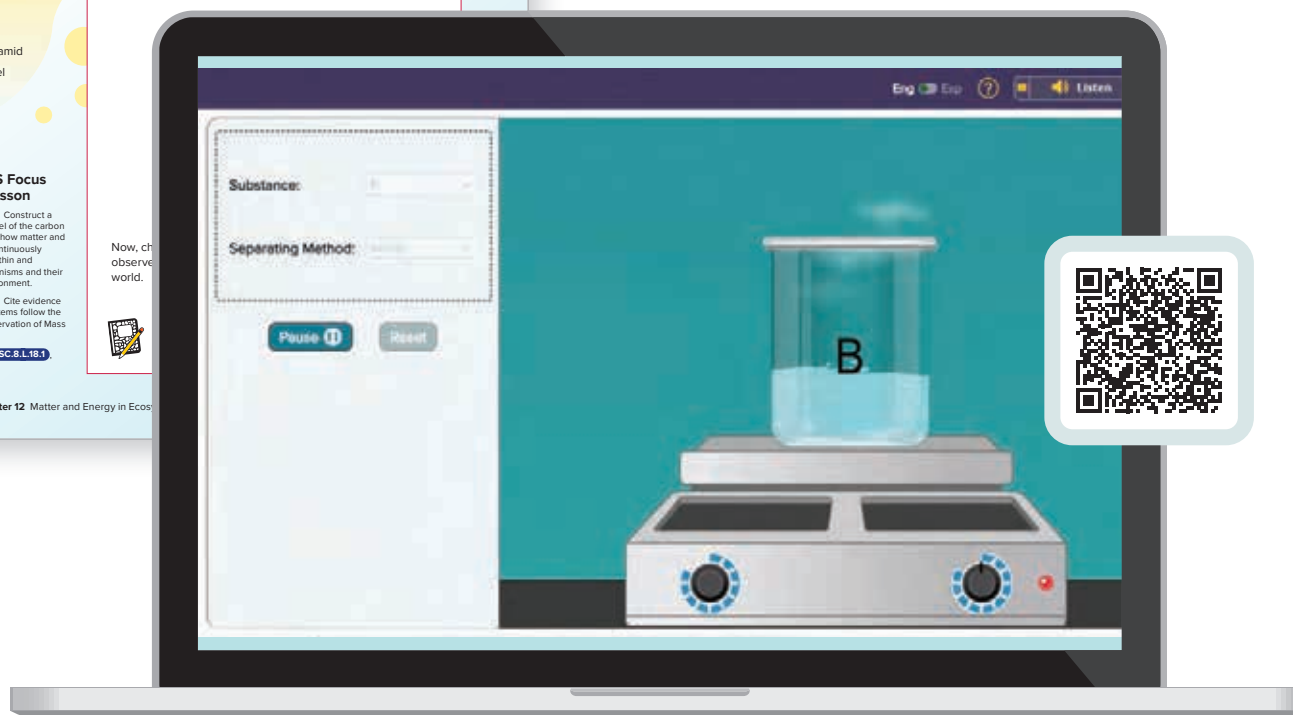 Now, ch
observe
world.
S Focus
sson
Construct a
el of the carbon
how matter and
ntinuously
thin and
nisms and their
onment.
Cite evidence
tems follow the
ervation of Mass
SC.8.L.18.1
ter 12 Matter and Energy in Ecos
amid
el
Eng Esp ? Listen
Substance:
Separating Method:
Pause Reset
B